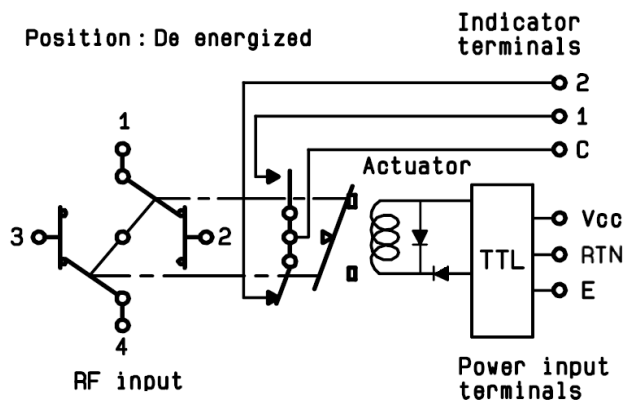 Position : De energized
Indicator
terminals
2
1
C
Actuator
1
3
2
4
RF input
TTL
Vcc
RTN
E
Power input
terminals